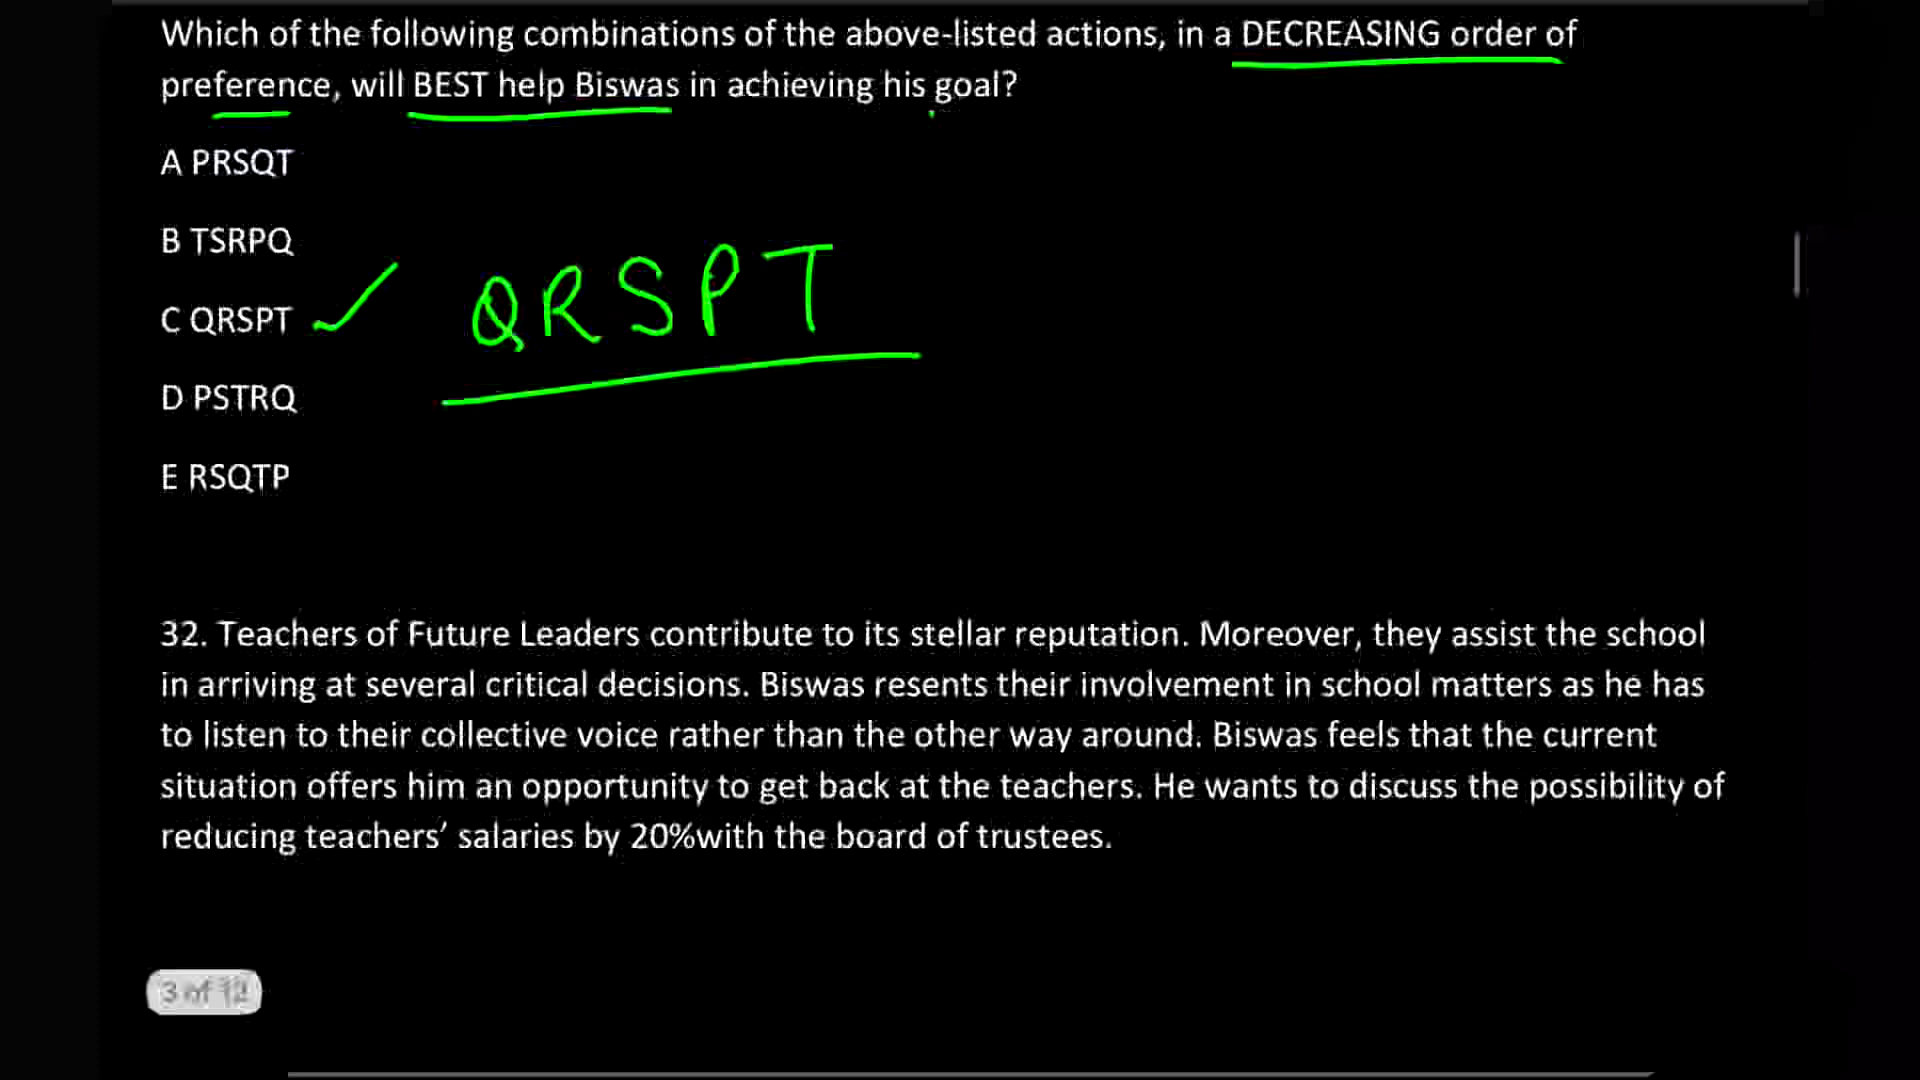 Which of the following combinations of the above-listed actions, in a DECREASING order of
preference, will BEST help Biswas in achieving his goal?
A PRSQT
B TSRPQ
C QRSPT
QRSPT
D PSTRQ
E RSQTP
32. Teachers of Future Leaders contribute to its stellar reputation. Moreover, they assist the school
in arriving at several critical decisions. Biswas resents their involvement in school matters as he has
to listen to their collective voice rather than the other way around. Biswas feels that the current
situation offers him an opportunity to get back at the teachers. He wants to discuss the possibility of
reducing teachers’ salaries by 20%with the board of trustees.
3 of 12